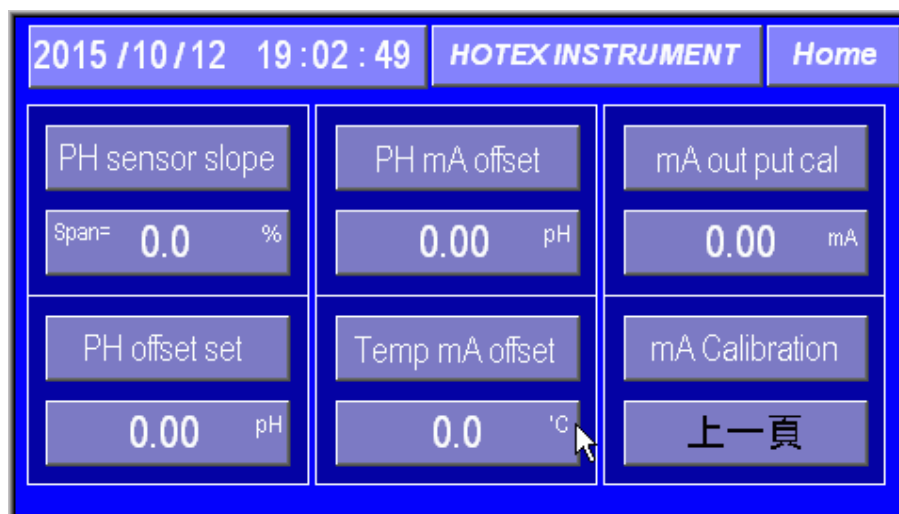 2015 /10/12 19:02:49 HOTEX INSTRUMENT Home
PH sensor slope PH mA offset mA out put cal
Span= 0.0 % 0.00 pH 0.00 mA
PH offset set Temp mA offset mA Calibration
0.00 pH 0.0 'C 上一頁